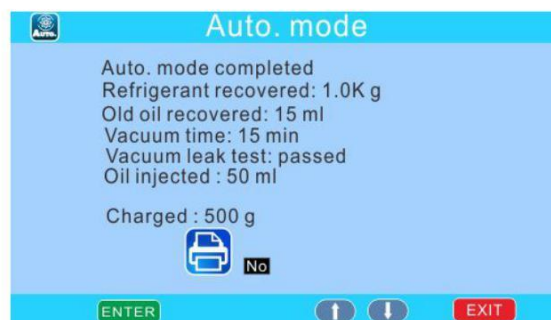 AUTO.
Auto. mode
Auto. mode completed
Refrigerant recovered: 1.0K g
Old oil recovered: 15 ml
Vacuum time: 15 min
Vacuum leak test: passed
Oil injected : 50 ml
Charged : 500 g
No
ENTER
EXIT